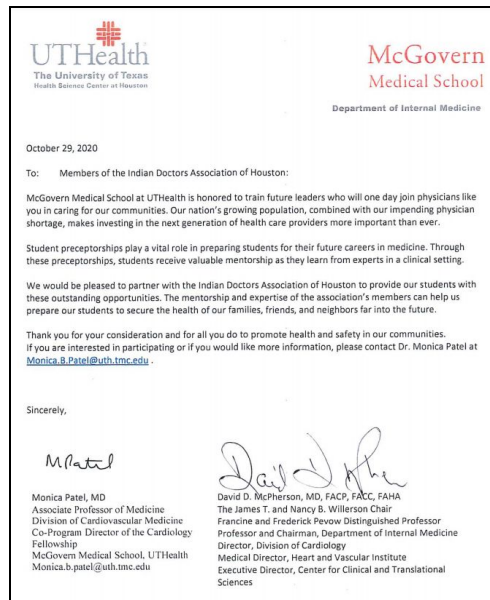 UTHealth
The University of Texas
Health Science Center at Houston
McGovern
Medical School
Department of Internal Medicine
October 29, 2020
To: Members of the Indian Doctors Association of Houston:
McGovern Medical School at UTHealth is honored to train future leaders who will one day join physicians like
you in caring for our communities. Our nation's growing population, combined with our impending physician
shortage, makes investing in the next generation of health care providers more important than ever.
Student preceptorships play a vital role in preparing students for their future careers in medicine. Through
these preceptorships, students receive valuable mentorship as they learn from experts in a clinical setting.
We would be pleased to partner with the Indian Doctors Association of Houston to provide our students with
these outstanding opportunities. The mentorship and expertise of the association's members can help us
prepare our students to secure the health of our families, friends, and neighbors far into the future.
Thank you for your consideration and for all you do to promote health and safety in our communities.
If you are interested in participating or if you would like more information, please contact Dr. Monica Patel at
Monica.B.Patel@uth.tmc.edu .
Sincerely,
MPatel
Monica Patel, MD
Associate Professor of Medicine
Division of Cardiovascular Medicine
Co-Program Director of the Cardiology
Fellowship
McGovern Medical School, UTHealth
Monica.b.patel@uth.tmc.edu
David D. McPherson, MD, FACP, FACC, FAHA
The James T. and Nancy B. Willerson Chair
Francine and Frederick Pevow Distinguished Professor
Professor and Chairman, Department of Internal Medicine
Director, Division of Cardiology
Medical Director, Heart and Vascular Institute
Executive Director, Center for Clinical and Translational
Sciences